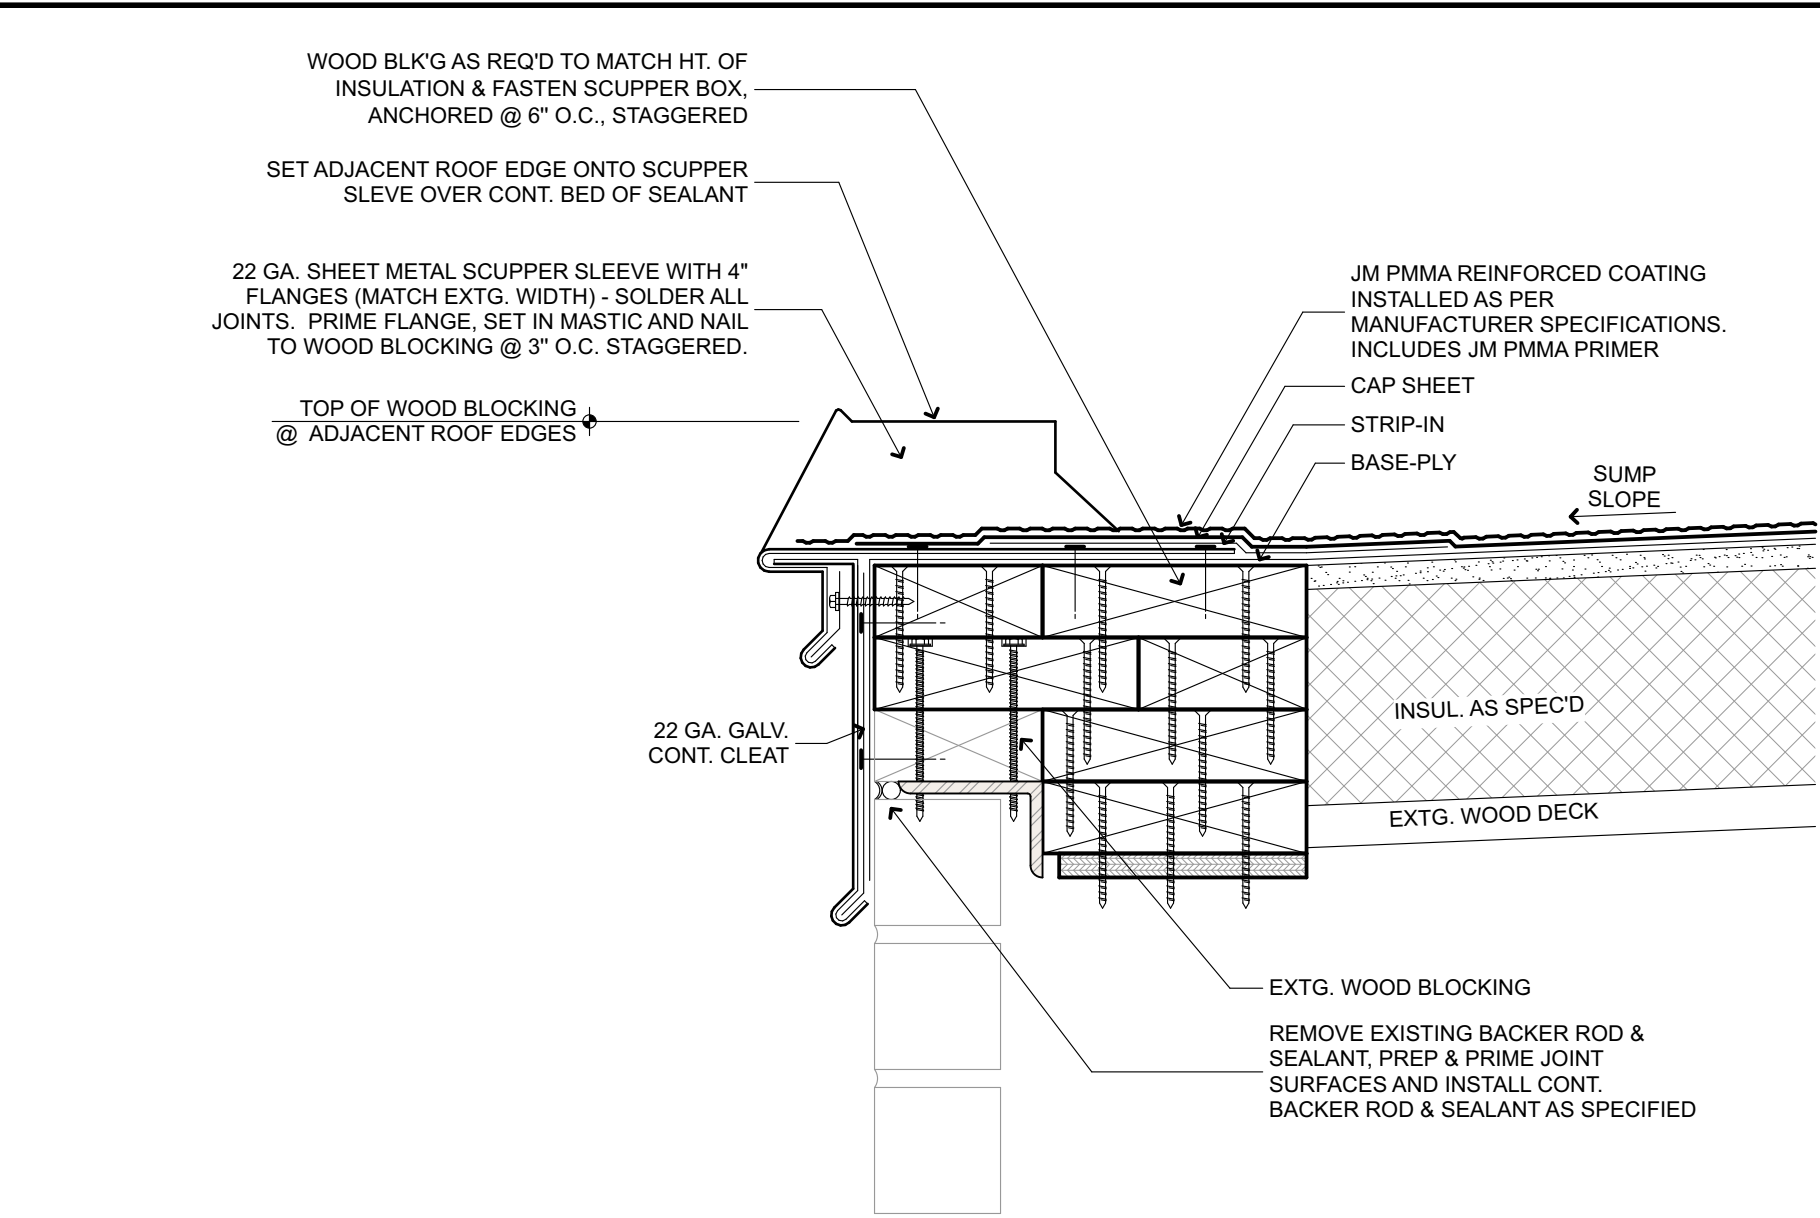 WOOD BLK'G AS REQ'D TO MATCH HT. OF
INSULATION & FASTEN SCUPPER BOX,
ANCHORED @ 6" O.C., STAGGERED
SET ADJACENT ROOF EDGE ONTO SCUPPER
SLEVE OVER CONT. BED OF SEALANT
22 GA. SHEET METAL SCUPPER SLEEVE WITH 4"
FLANGES (MATCH EXTG. WIDTH) - SOLDER ALL
JOINTS. PRIME FLANGE, SET IN MASTIC AND NAIL
TO WOOD BLOCKING @ 3" O.C. STAGGERED.
TOP OF WOOD BLOCKING
@ ADJACENT ROOF EDGES
JM PMMA REINFORCED COATING
INSTALLED AS PER
MANUFACTURER SPECIFICATIONS.
INCLUDES JM PMMA PRIMER
CAP SHEET
STRIP-IN
BASE-PLY
SUMP
SLOPE
INSUL. AS SPEC'D
EXTG. WOOD DECK
22 GA. GALV.
CONT. CLEAT
EXTG. WOOD BLOCKING
REMOVE EXISTING BACKER ROD &
SEALANT, PREP & PRIME JOINT
SURFACES AND INSTALL CONT.
BACKER ROD & SEALANT AS SPECIFIED